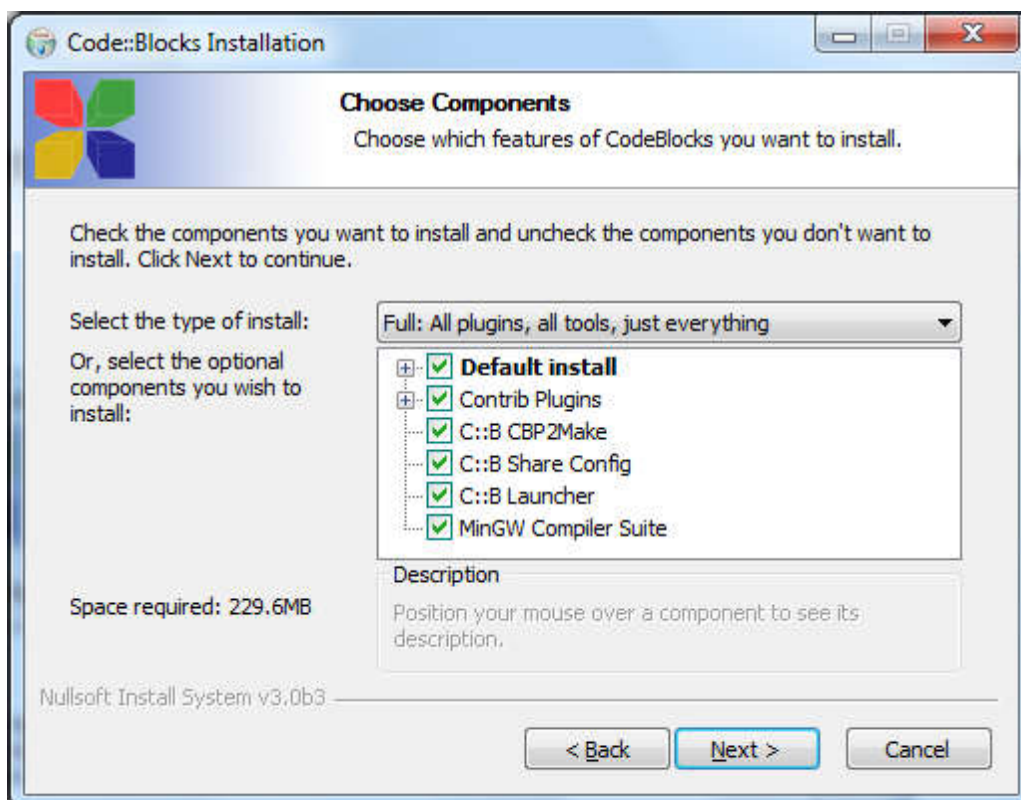 Code::Blocks Installation
Choose Components
Choose which features of CodeBlocks you want to install.
Check the components you want to install and uncheck the components you don't want to
install. Click Next to continue.
Select the type of install:
Full: All plugins, all tools, just everything
Or, select the optional
components you wish to
install:
Default install
Contrib Plugins
C::B CBP2Make
C::B Share Config
C::B Launcher
MinGW Compiler Suite
Space required: 229.6MB
Description
Position your mouse over a component to see its
description.
Nullsoft Install System v3.0b3
< Back
Next >
Cancel